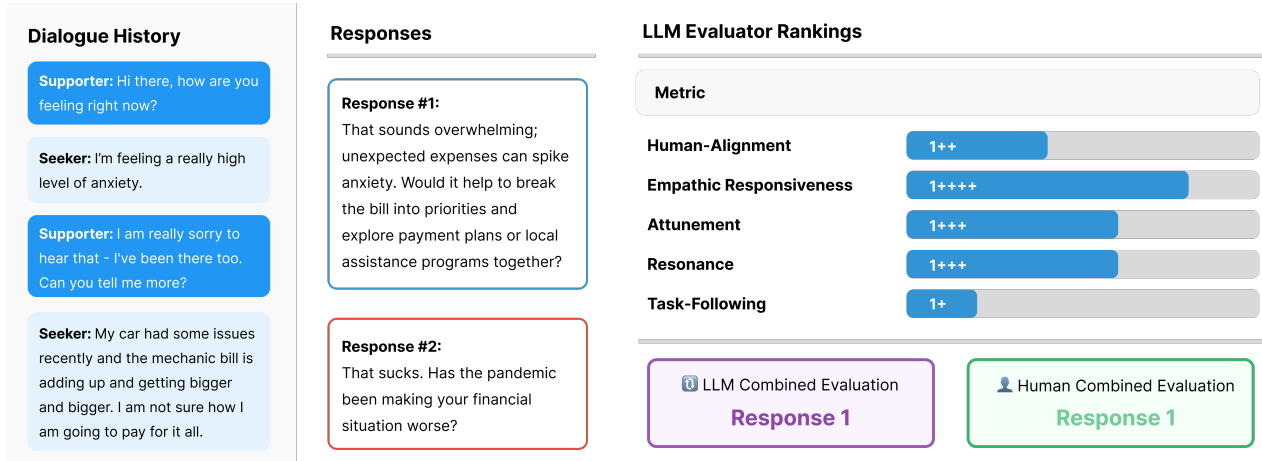 Dialogue History
Supporter: Hi there, how are you
feeling right now?
Seeker: I'm feeling a really high
level of anxiety.
Supporter: I am really sorry to
hear that - I've been there too.
Can you tell me more?
Seeker: My car had some issues
recently and the mechanic bill is
adding up and getting bigger
and bigger. I am not sure how I
am going to pay for it all.
Responses
Response #1:
That sounds overwhelming;
unexpected expenses can spike
anxiety. Would it help to break
the bill into priorities and
explore payment plans or local
assistance programs together?
Response #2:
That sucks. Has the pandemic
been making your financial
situation worse?
LLM Evaluator Rankings
Metric
Human-Alignment 1++
Empathic Responsiveness 1++++
Attunement 1+++
Resonance 1+++
Task-Following 1+
LLM Combined Evaluation
Response 1
Human Combined Evaluation
Response 1